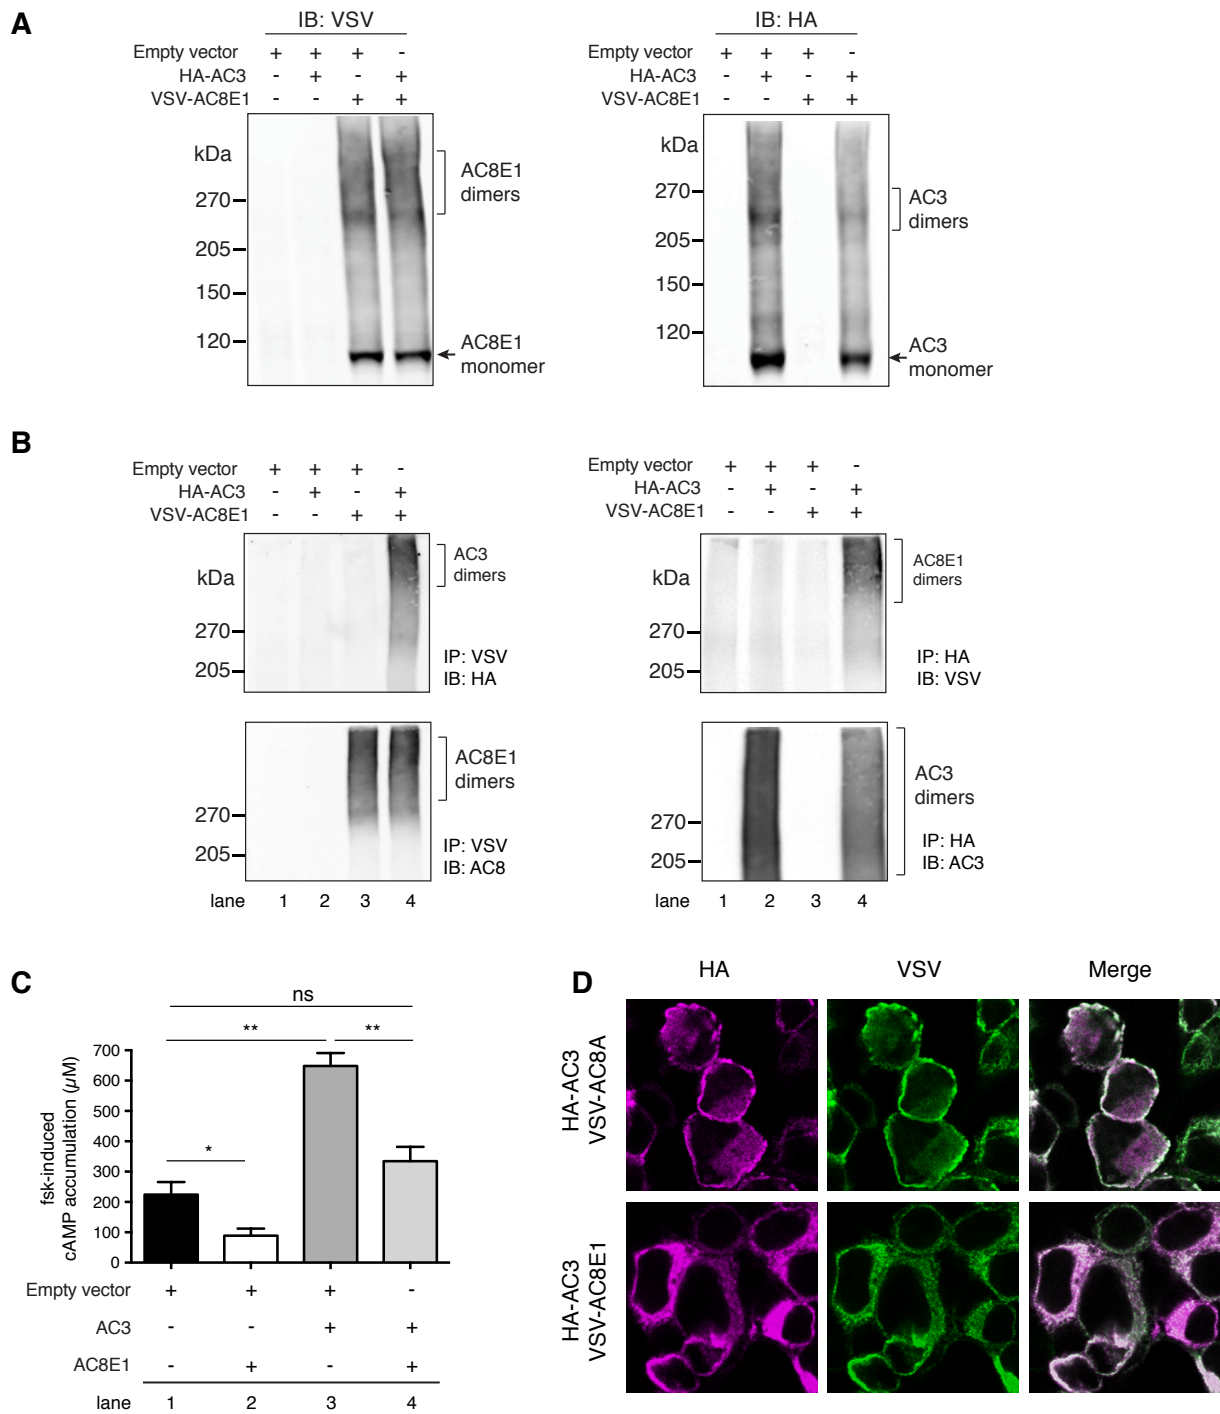 A
IB: VSV
Empty vector + + + -
HA-AC3 - + - +
VSV-AC8E1 - - + +
kDa
270
205
150
120
AC8E1
dimers
AC8E1
monomer
IB: HA
Empty vector + + + -
HA-AC3 - + - +
VSV-AC8E1 - - + +
kDa
270
205
150
120
AC3
dimers
AC3
monomer
B
Empty vector + + + -
HA-AC3 - + - +
VSV-AC8E1 - - + +
kDa
270
205
AC3
dimers
IP: VSV
IB: HA
270
205
AC8E1
dimers
IP: VSV
IB: AC8
lane 1 2 3 4
Empty vector + + + -
HA-AC3 - + - +
VSV-AC8E1 - - + +
kDa
270
205
AC8E1
dimers
IP: HA
IB: VSV
270
205
AC3
dimers
IP: HA
IB: AC3
lane 1 2 3 4
C
ns
** **
*
fsk-induced
cAMP accumulation (µM)
700
600
500
400
300
200
100
0
Empty vector + + + -
AC3 - - + +
AC8E1 - + - +
lane 1 2 3 4
D
HA VSV Merge
HA-AC3
VSV-AC8A
HA-AC3
VSV-AC8E1